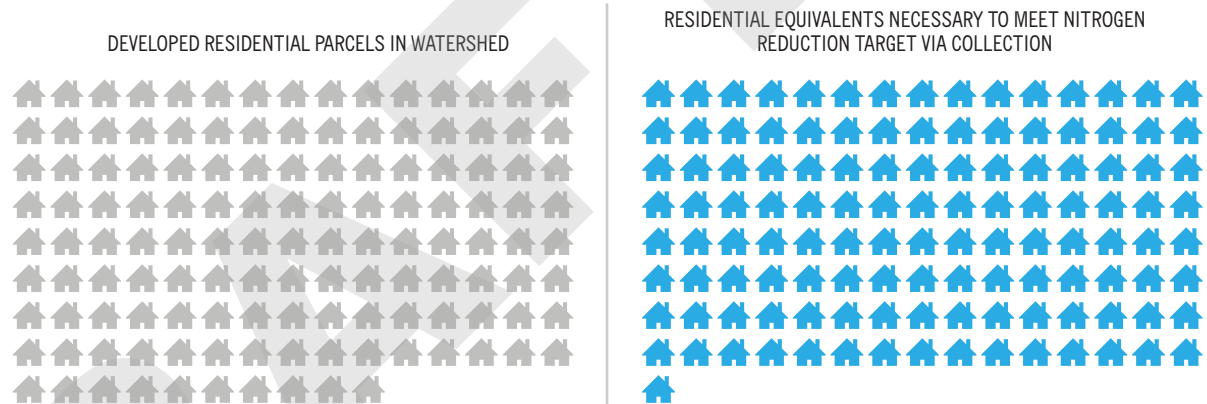 DEVELOPED RESIDENTIAL PARCELS IN WATERSHED
RESIDENTIAL EQUIVALENTS NECESSARY TO MEET NITROGEN
REDUCTION TARGET VIA COLLECTION